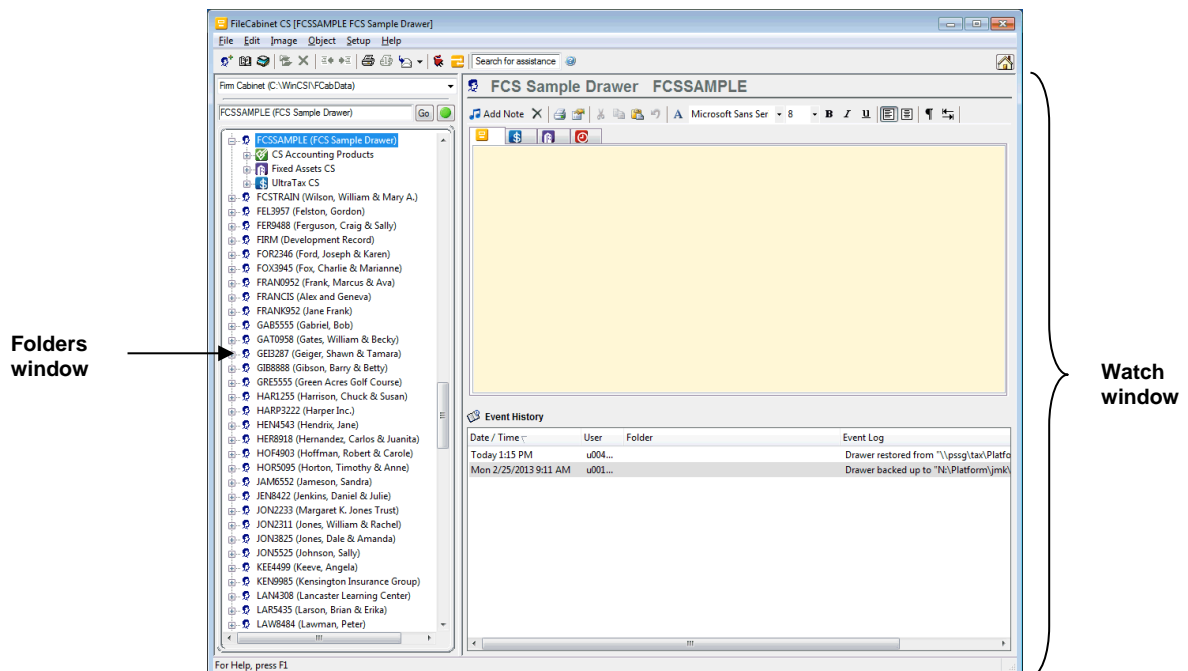 FileCabinet CS [FCSSAMPLE FCS Sample Drawer]
File Edit Image Object Setup Help
Search for assistance
Firm Cabinet (C:\WinCSI\FCabData)
FCSSAMPLE (FCS Sample Drawer) Go
FCSSAMPLE (FCS Sample Drawer)
CS Accounting Products
Fixed Assets CS
UltraTax CS
FCSTRAIN (Wilson, William & Mary A.)
FEL3957 (Felston, Gordon)
FER9488 (Ferguson, Craig & Sally)
FIRM (Development Record)
FOR2346 (Ford, Joseph & Karen)
FOX3945 (Fox, Charlie & Marianne)
FRAN0952 (Frank, Marcus & Ava)
FRANCIS (Alex and Geneva)
FRANK952 (Jane Frank)
GAB5555 (Gabriel, Bob)
GAT0958 (Gates, William & Becky)
GEI3287 (Geiger, Shawn & Tamara)
GIB8888 (Gibson, Barry & Betty)
GRE5555 (Green Acres Golf Course)
HAR1255 (Harrison, Chuck & Susan)
HARP3222 (Harper Inc.)
HEN4543 (Hendrix, Jane)
HER8918 (Hernandez, Carlos & Juanita)
HOF4903 (Hoffman, Robert & Carole)
HOR5095 (Horton, Timothy & Anne)
JAM6552 (Jameson, Sandra)
JEN8422 (Jenkins, Daniel & Julie)
JON2233 (Margaret K. Jones Trust)
JON2311 (Jones, William & Rachel)
JON3825 (Jones, Dale & Amanda)
JON5525 (Johnson, Sally)
KEE4499 (Keeve, Angela)
KEN9985 (Kensington Insurance Group)
LAN4308 (Lancaster Learning Center)
LAR5435 (Larson, Brian & Erika)
LAW8484 (Lawman, Peter)
FCS Sample Drawer FCSSAMPLE
Add Note A Microsoft Sans Ser 8 B I U
Event History
Date / Time User Folder Event Log
Today 1:15 PM u004... Drawer restored from "\\pssg\tax\Platfo
Mon 2/25/2013 9:11 AM u001... Drawer backed up to "N:\Platform\jmk\
For Help, press F1
Folders
window
Watch
window